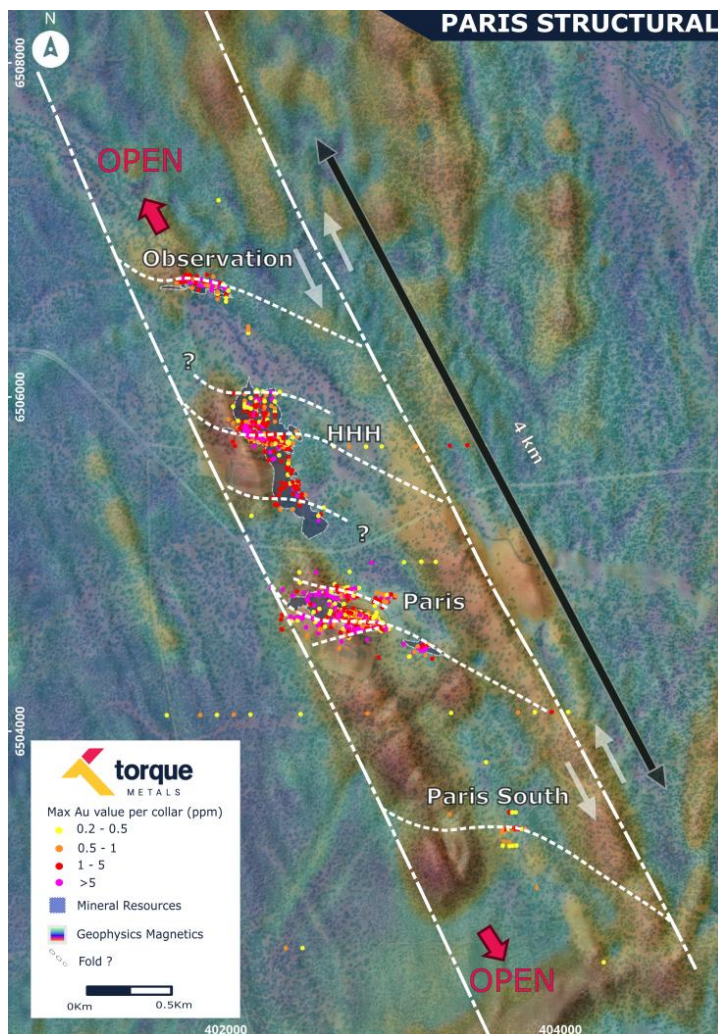 PARIS STRUCTURAL
N
6508000
OPEN
Observation
?
6506000
HHH
4 km
?
Paris
6504000
torque
METALS
Max Au value per collar (ppm)
0.2 - 0.5
0.5 - 1
1 - 5
>5
Mineral Resources
Geophysics Magnetics
Fold ?
0Km
0.5Km
Paris South
OPEN
402000
404000